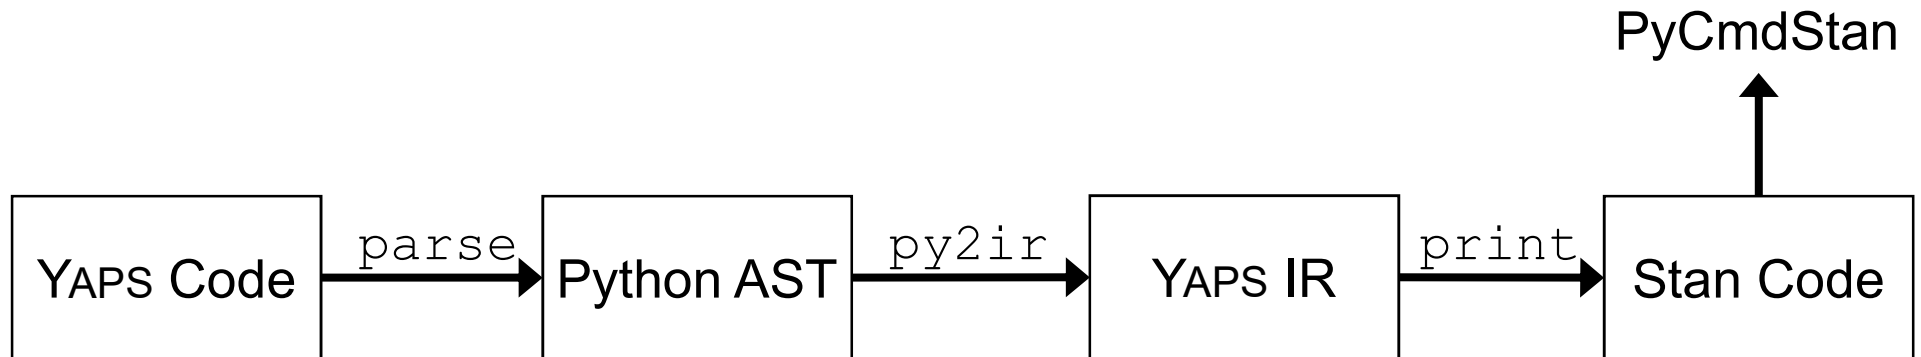 PyCmdStan
YAPS Code
parse
Python AST
py2ir
YAPS IR
print
Stan Code